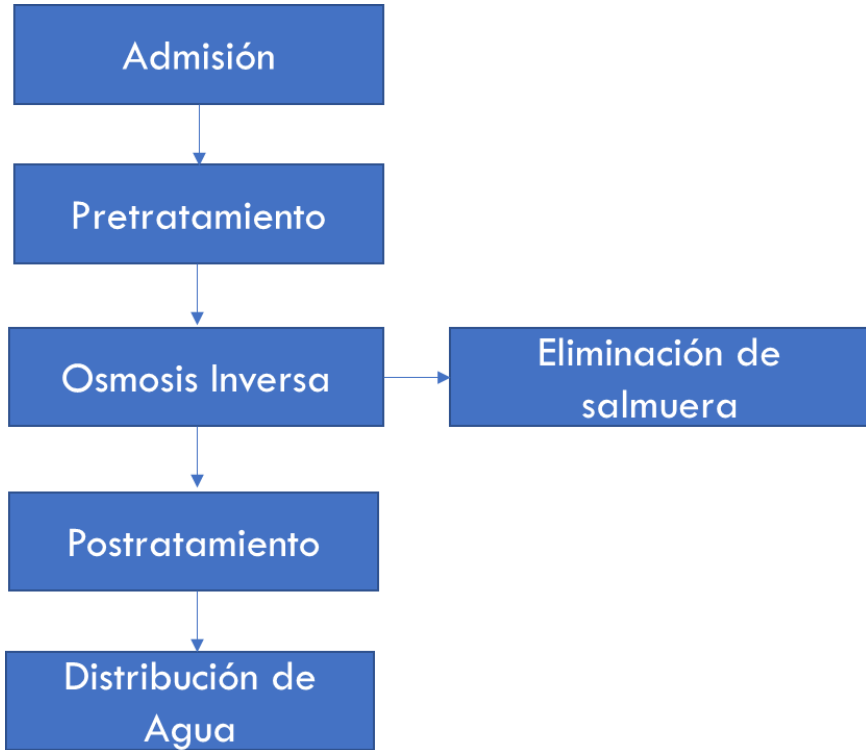 Admisión
Pretratamiento
Osmosis Inversa
Eliminación de
salmuera
Postratamiento
Distribución de
Agua